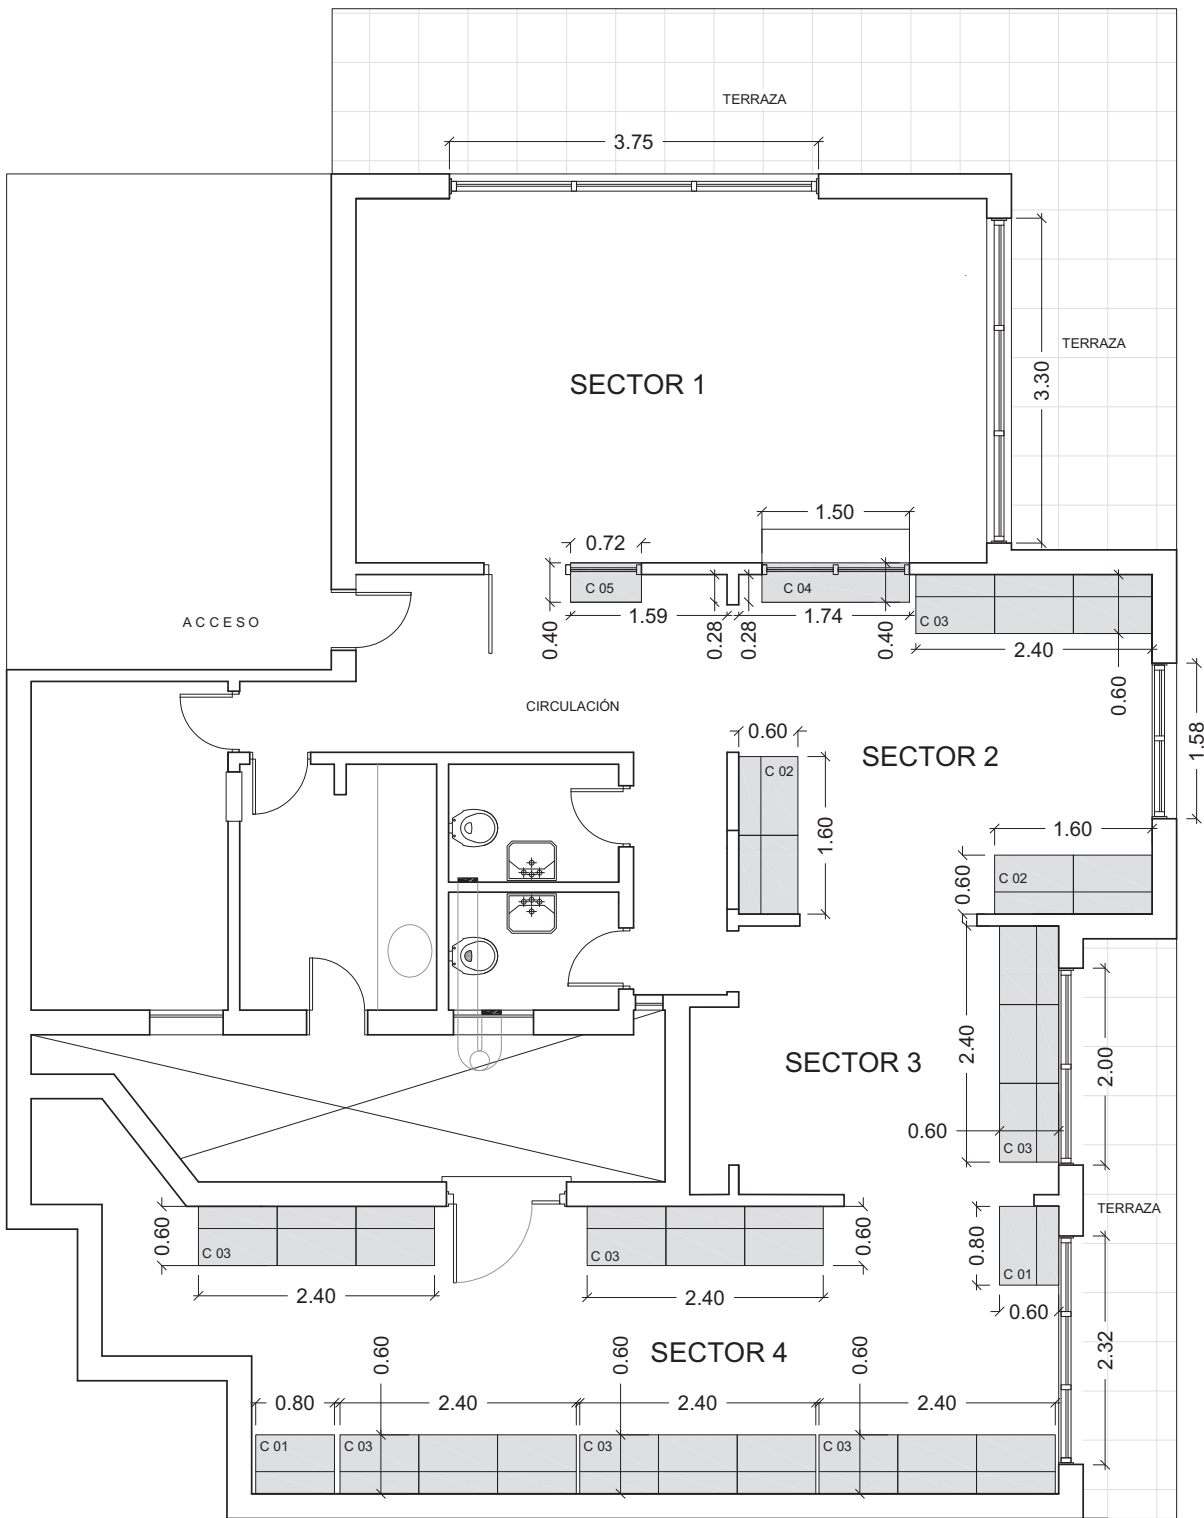 TERRAZA
3.75
TERRAZA
3.30
SECTOR 1
1.50
0.72
C 05
C 04
0.40
1.59
0.28
0.28
1.74
0.40
C 03
2.40
0.60
ACCESO
CIRCULACIÓN
0.60
SECTOR 2
1.58
C 02
1.60
1.60
0.60
C 02
2.40
2.00
SECTOR 3
0.60
C 03
TERRAZA
0.60
C 03
2.40
C 03
0.60
2.40
0.80
C 01
0.60
2.32
SECTOR 4
0.60
0.60
0.60
0.80
2.40
2.40
2.40
C 01
C 03
C 03
C 03